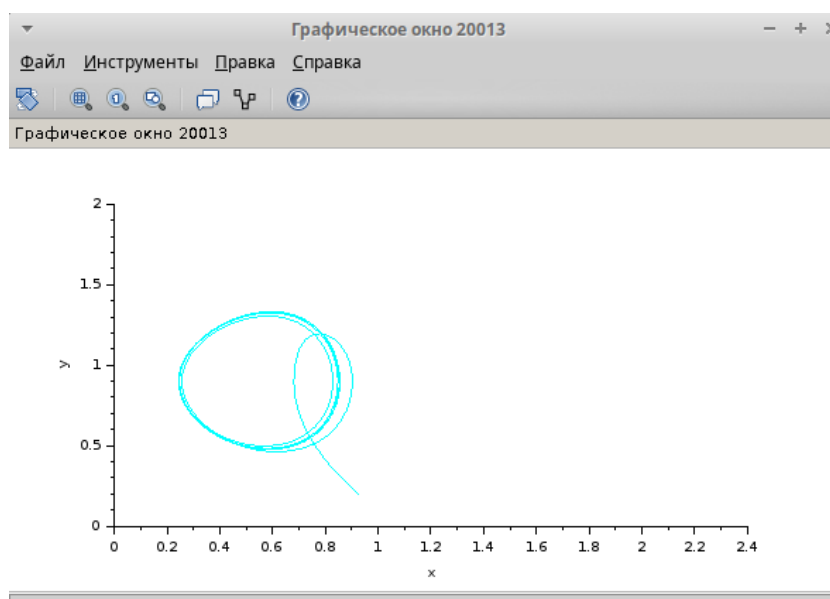 Графическое окно 20013
Файл Инструменты Правка Справка
Графическое окно 20013
2
1.5
y
1
0.5
0
0 0.2 0.4 0.6 0.8 1 1.2 1.4 1.6 1.8 2 2.2 2.4
x